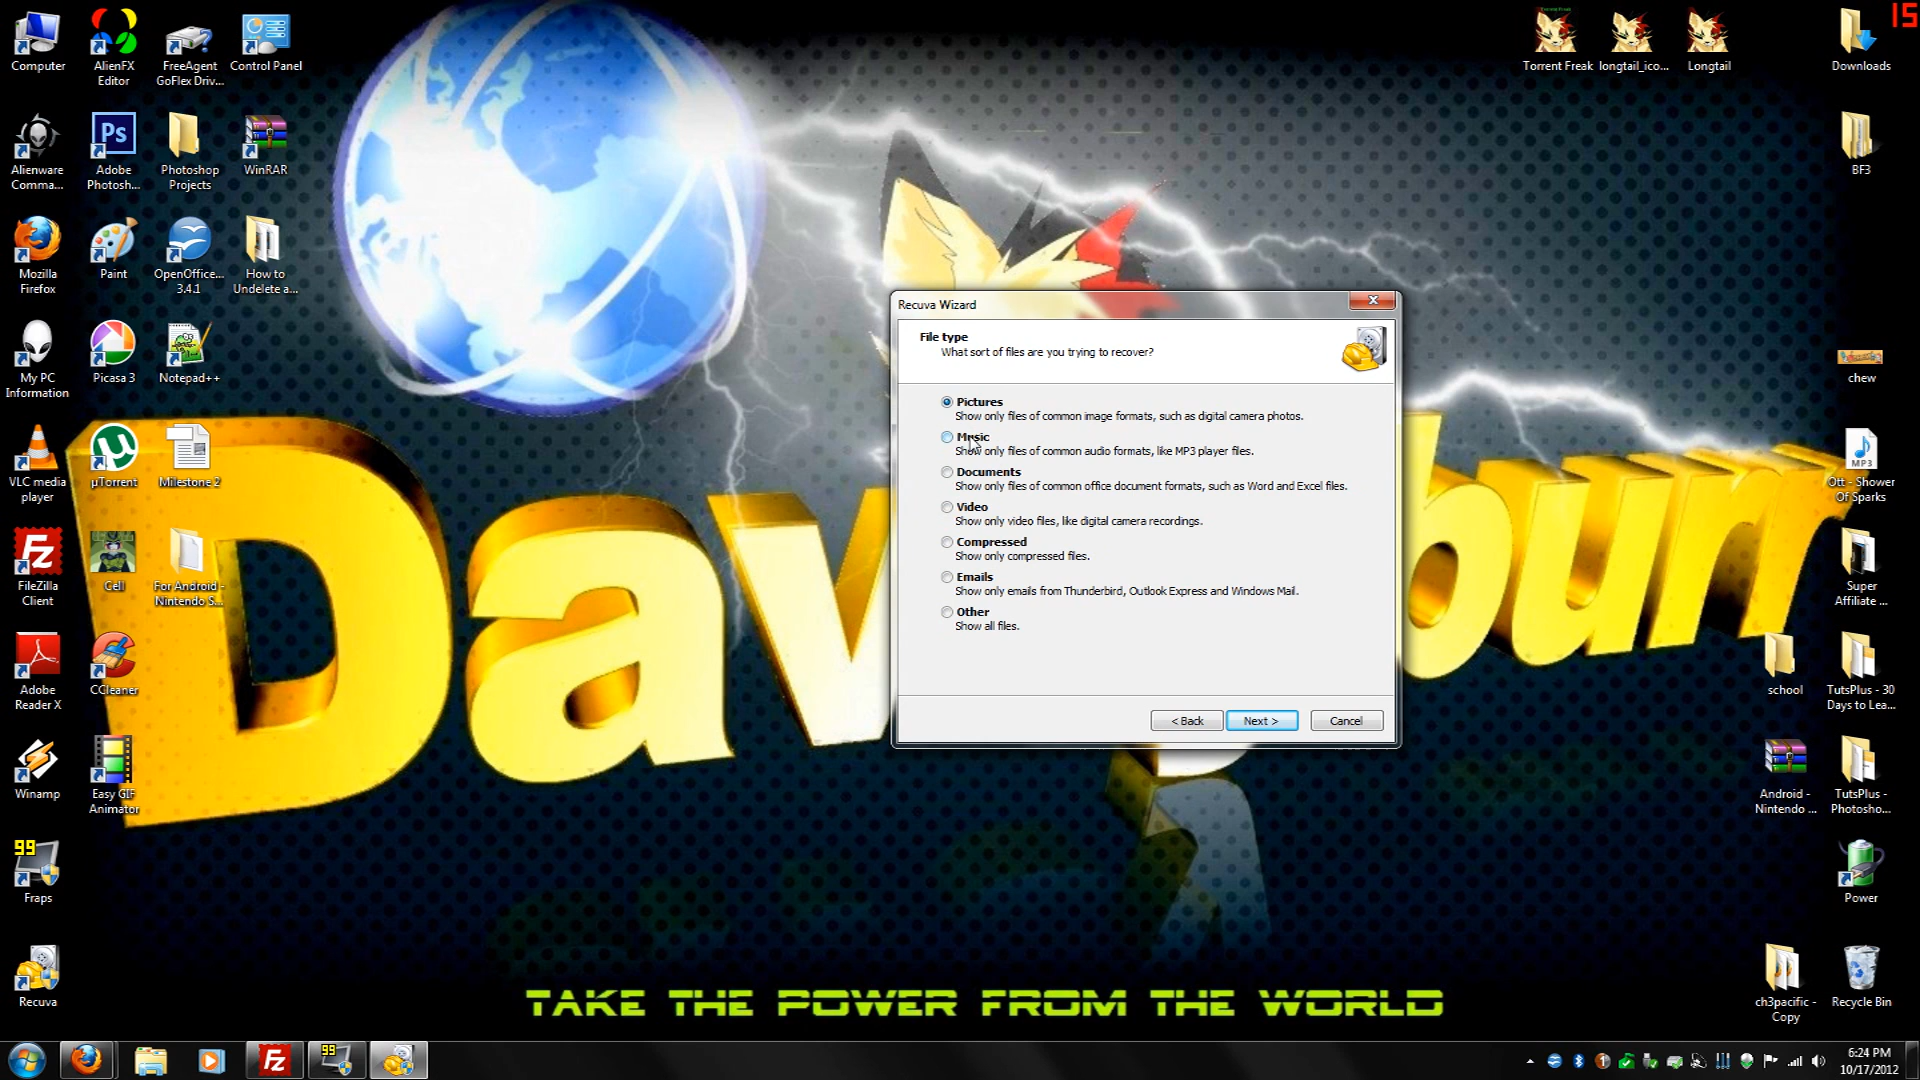 Computer
AlienFX
Editor
FreeAgent
GoFlex Driv...
Control Panel
Torrent Freak
longtail_ico...
Longtail
Downloads
15
Alienware
Comma...
Ps
Adobe
Photosh...
Photoshop
Projects
WinRAR
BF3
Mozilla
Firefox
Paint
OpenOffice...
3.4.1
How to
Undelete a...
My PC
Information
Picasa 3
Notepad++
chew
VLC media
player
µTorrent
Milestone 2
MP3
Ott - Shower
Of Sparks
Fz
FileZilla
Client
Cell
For Android -
Nintendo S...
Super
Affiliate ...
Adobe
Reader X
CCleaner
school
TutsPlus - 30
Days to Lea...
Winamp
Easy GIF
Animator
Android -
Nintendo ...
TutsPlus -
Photosho...
99
Fraps
Power
Recuva
ch3pacific -
Copy
Recycle Bin
Recuva Wizard
File type
What sort of files are you trying to recover?
Pictures
Show only files of common image formats, such as digital camera photos.
Music
Show only files of common audio formats, like MP3 player files.
Documents
Show only files of common office document formats, such as Word and Excel files.
Video
Show only video files, like digital camera recordings.
Compressed
Show only compressed files.
Emails
Show only emails from Thunderbird, Outlook Express and Windows Mail.
Other
Show all files.
< Back
Next >
Cancel
TAKE THE POWER FROM THE WORLD
Fz
99
6:24 PM
10/17/2012